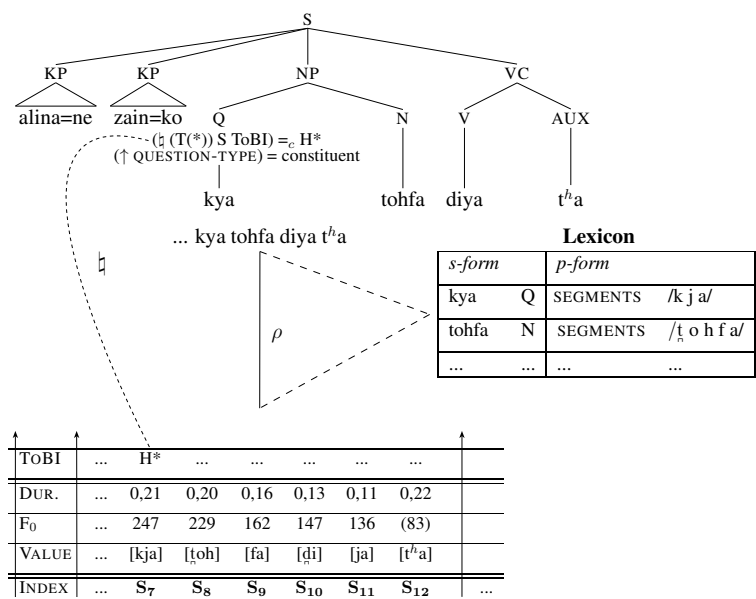 S
KP KP NP VC
alina=ne zain=ko Q N V AUX
(♮ (T(*)) S ToBI) =c H*
(↑ QUESTION-TYPE) = constituent
kya tohfa diya tʰa
... kya tohfa diya tʰa
♮
ρ
Lexicon
s-form p-form
kya Q SEGMENTS /k j a/
tohfa N SEGMENTS /t̪ o h f a/
... ... ... ...
TOBI ... H* ... ... ... ... ...
DUR. ... 0,21 0,20 0,16 0,13 0,11 0,22
F0 ... 247 229 162 147 136 (83)
VALUE ... [kja] [t̪oh] [fa] [d̪i] [ja] [tʰa]
INDEX ... S7 S8 S9 S10 S11 S12 ...